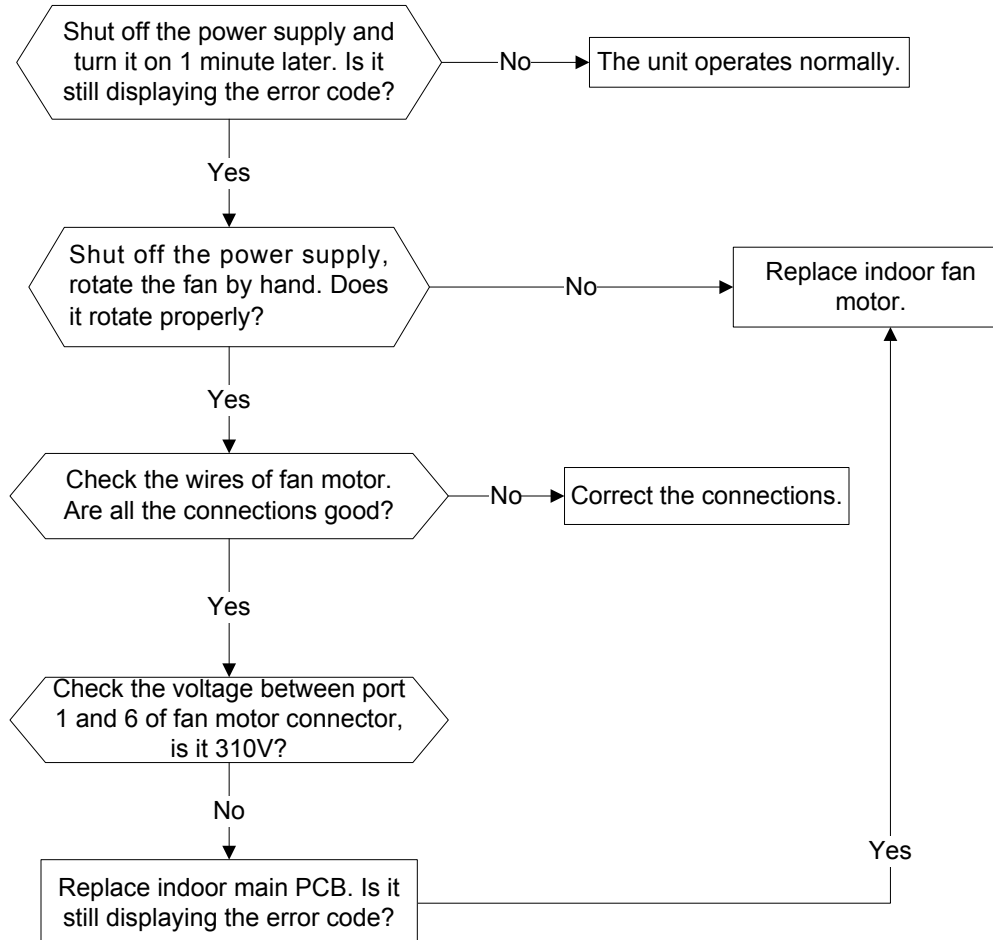 Shut off the power supply and
turn it on 1 minute later. Is it
still displaying the error code?
No
The unit operates normally.
Yes
Shut off the power supply,
rotate the fan by hand. Does
it rotate properly?
No
Replace indoor fan
motor.
Yes
Check the wires of fan motor.
Are all the connections good?
No
Correct the connections.
Yes
Check the voltage between port
1 and 6 of fan motor connector,
is it 310V?
No
Yes
Replace indoor main PCB. Is it
still displaying the error code?